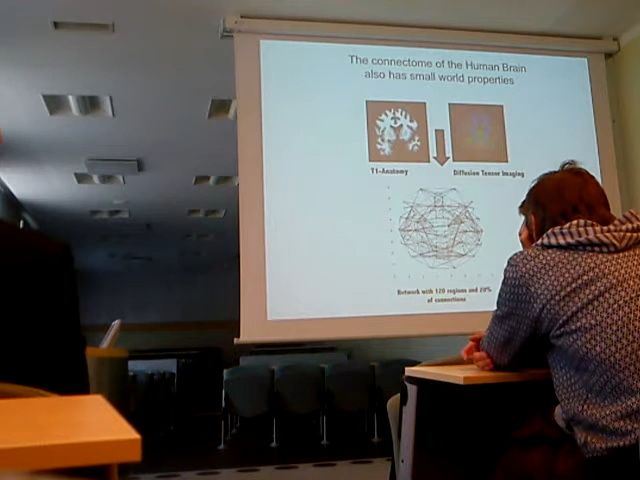 The connectome of the Human Brain
also has small world properties
T1-Anatomy
Diffusion Tensor Imaging
Network with 120 regions and 20%
of connections